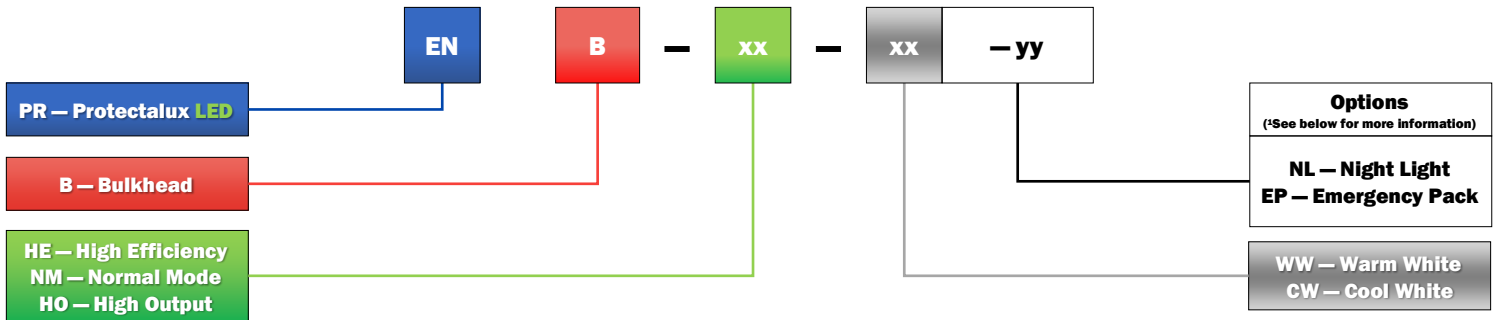 EN B — xx — xx — yy
PR — Protectalux LED
B — Bulkhead
HE — High Efficiency
NM — Normal Mode
HO — High Output
Options
(¹See below for more information)
NL — Night Light
EP — Emergency Pack
WW — Warm White
CW — Cool White